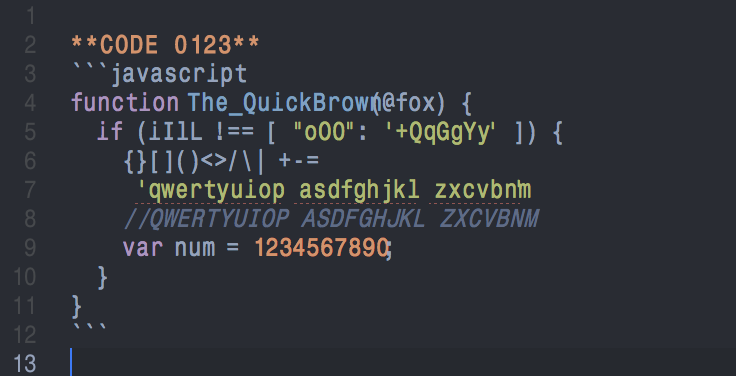 1
2 **CODE 0123**
3 ```javascript
4 function The_QuickBrown(@fox) {
5   if (iIlL !== [ "oO0": '+QqGgYy' ]) {
6     {}[]()<>/\| +-=
7      'qwertyuiop asdfghjkl zxcvbnm'
8     //QWERTYUIOP ASDFGHJKL ZXCVBNM
9     var num = 1234567890;
10   }
11 }
12 ```
13